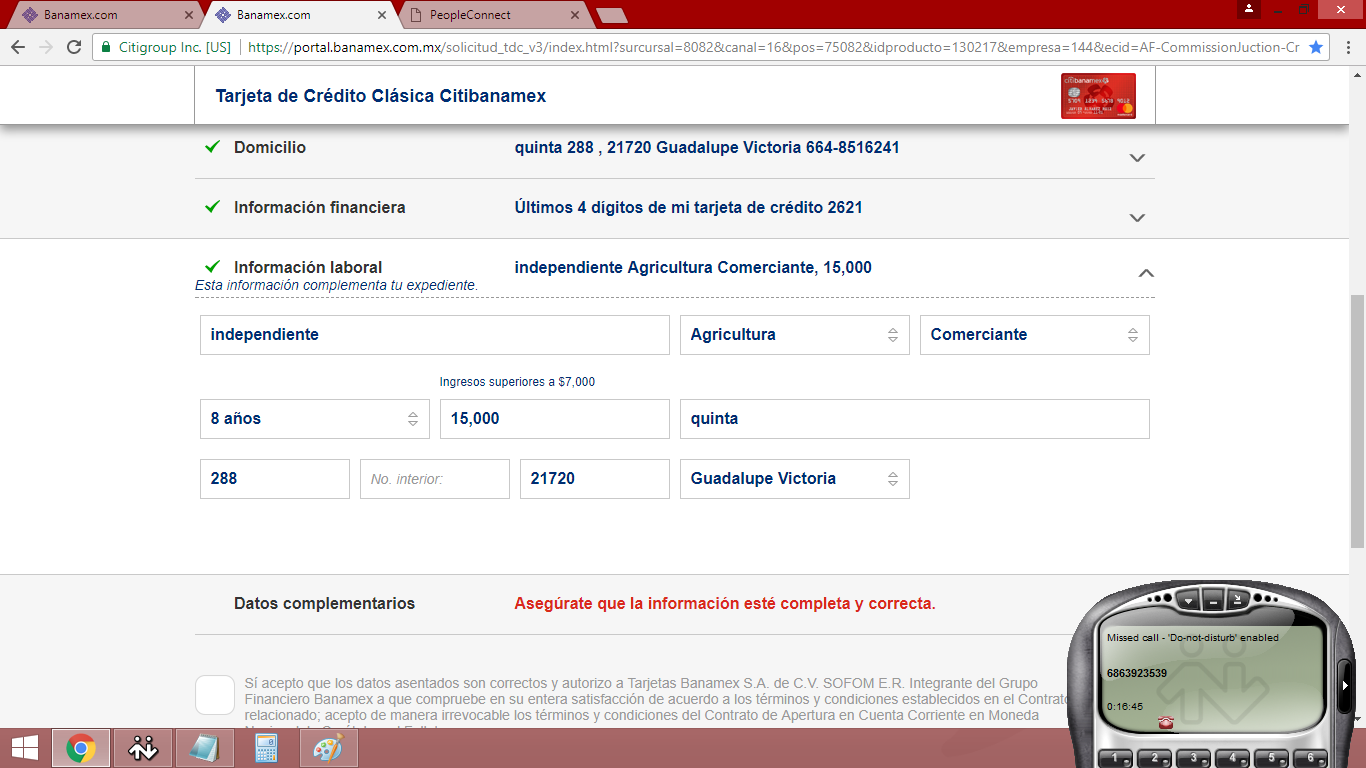 Banamex.com
Banamex.com
PeopleConnect
Citigroup Inc. [US]
https://portal.banamex.com.mx/solicitud_tdc_v3/index.html?sursursal=8082&canal=16&pos=75082&idproducto=130217&empresa=144&ecid=AF-CommissionJuction-Cr
Tarjeta de Crédito Clásica Citibanamex
citibanamex
Domicilio
quinta 288 , 21720 Guadalupe Victoria 664-8516241
Información financiera
Últimos 4 dígitos de mi tarjeta de crédito 2621
Información laboral
independiente Agricultura Comerciante, 15,000
Esta información complementa tu expediente.
independiente
Agricultura
Comerciante
Ingresos superiores a $7,000
8 años
15,000
quinta
288
No. interior:
21720
Guadalupe Victoria
Datos complementarios
Asegúrate que la información esté completa y correcta.
Sí acepto que los datos asentados son correctos y autorizo a Tarjetas Banamex S.A. de C.V. SOFOM E.R. Integrante del Grupo
Financiero Banamex a que compruebe en su entera satisfacción de acuerdo a los términos y condiciones establecidos en el Contrato
relacionado; acepto de manera irrevocable los términos y condiciones del Contrato de Apertura en Cuenta Corriente en Moneda
Missed call - 'Do-not-disturb' enabled
6863923539
0:16:45
1 2 3 4 5 6